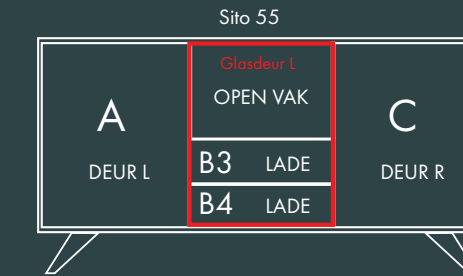 Sito 55
Glasdeur L
OPEN VAK
A
C
B3 LADE
DEUR L
DEUR R
B4 LADE